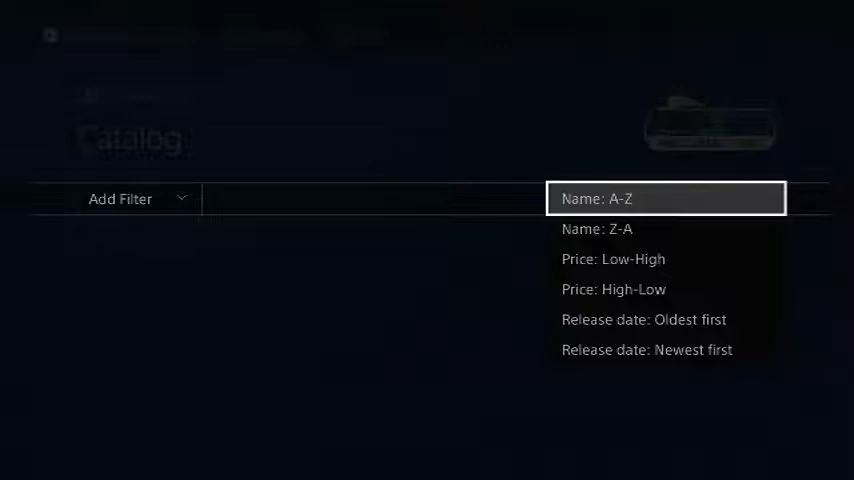 Catalog
Add Filter
Name: A-Z
Name: Z-A
Price: Low-High
Price: High-Low
Release date: Oldest first
Release date: Newest first